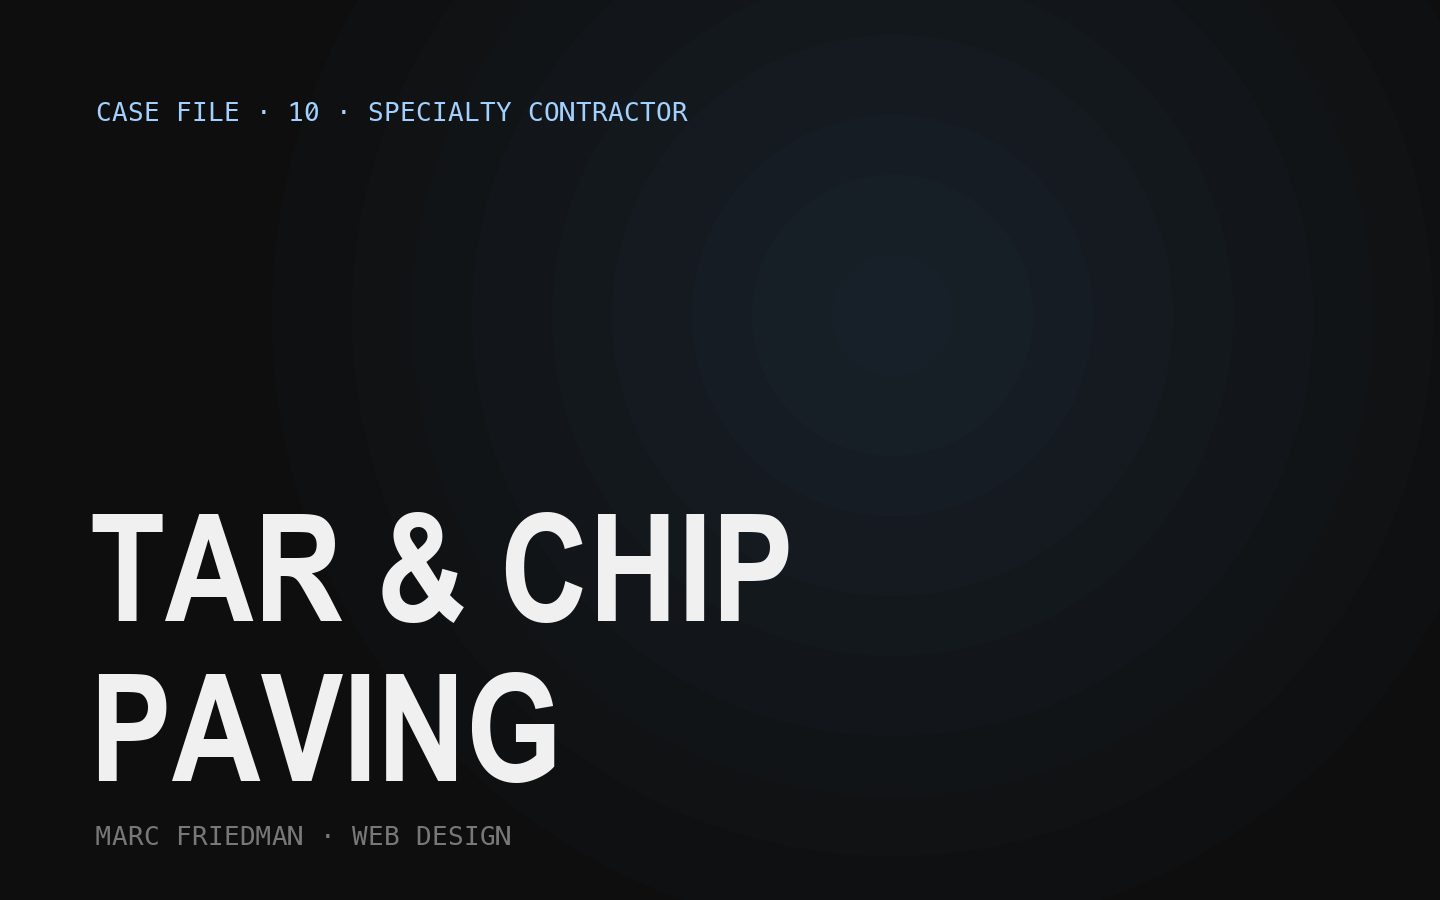 CASE FILE · 10 · SPECIALTY CONTRACTOR
TAR & CHIP
PAVING
MARC FRIEDMAN · WEB DESIGN